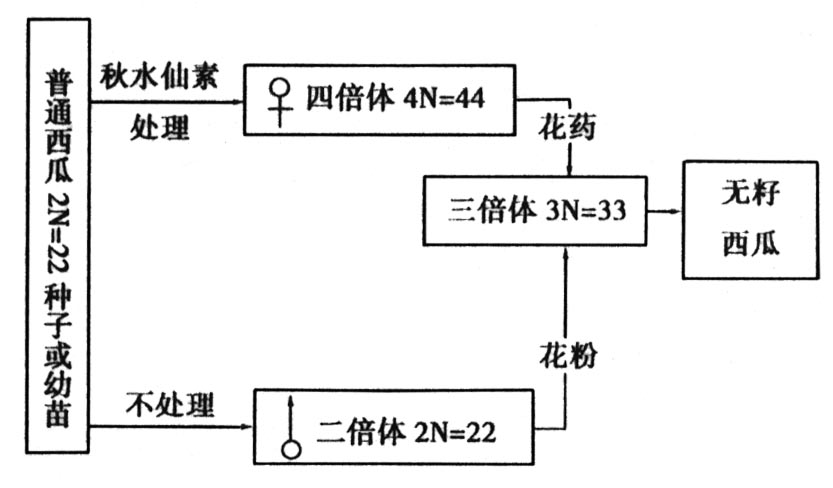 普通西瓜 2N=22 种子或幼苗
秋水仙素
处理
四倍体 4N=44
花药
三倍体 3N=33
无籽
西瓜
花粉
不处理
二倍体 2N=22